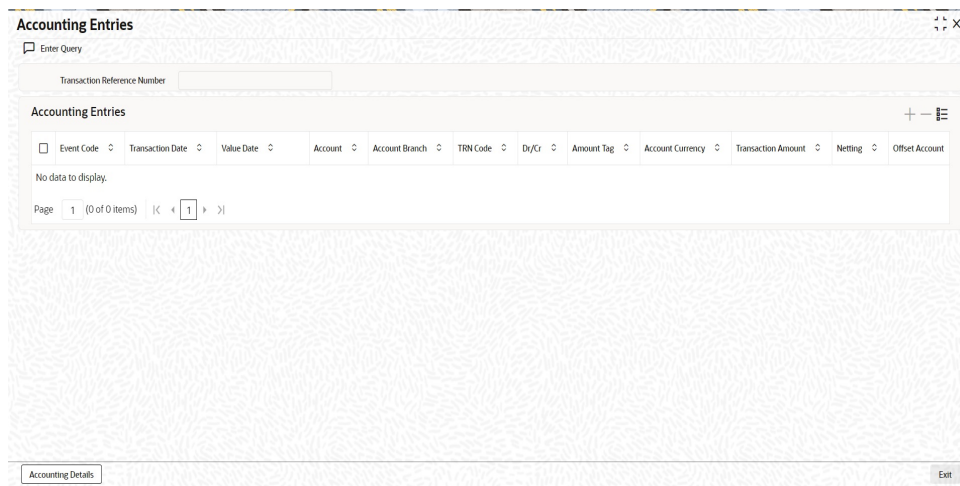 Accounting Entries
Enter Query
Transaction Reference Number
Accounting Entries
Event Code Transaction Date Value Date Account Account Branch TRN Code Dr/Cr Amount Tag Account Currency Transaction Amount Netting Offset Account
No data to display.
Page 1 (0 of 0 items) 1
Accounting Details Exit